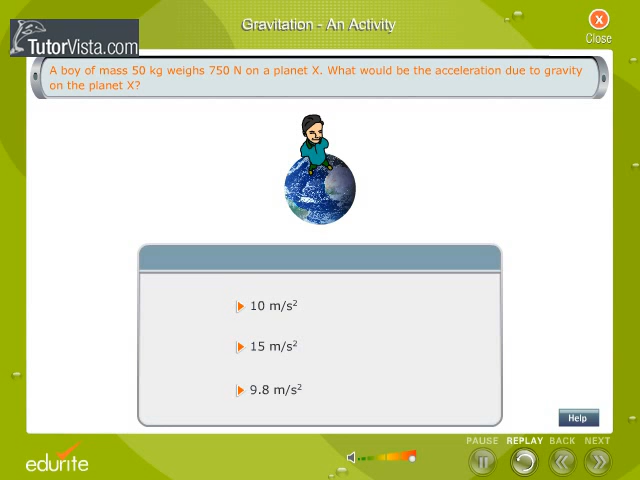 Gravitation - An Activity
TutorVista.com
Close
A boy of mass 50 kg weighs 750 N on a planet X. What would be the acceleration due to gravity
on the planet X?
10 m/s²
15 m/s²
9.8 m/s²
Help
PAUSE REPLAY BACK NEXT
edurite